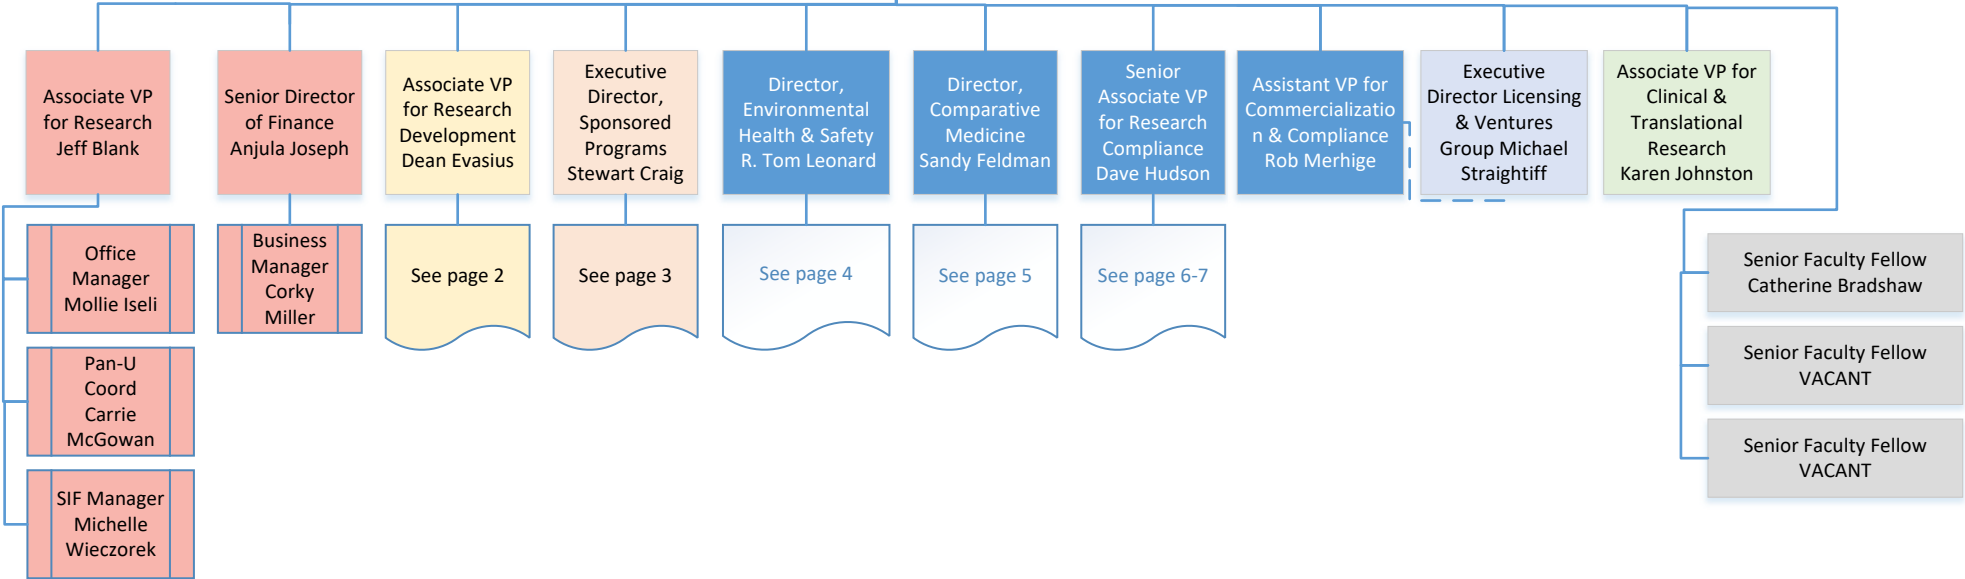 Associate VP
for Research
Jeff Blank
Senior Director
of Finance
Anjula Joseph
Associate VP
for Research
Development
Dean Evasius
Executive
Director,
Sponsored
Programs
Stewart Craig
Director,
Environmental
Health & Safety
R. Tom Leonard
Director,
Comparative
Medicine
Sandy Feldman
Senior
Associate VP
for Research
Compliance
Dave Hudson
Assistant VP for
Commercializatio
n & Compliance
Rob Merhige
Executive
Director Licensing
& Ventures
Group Michael
Straightiff
Associate VP for
Clinical &
Translational
Research
Karen Johnston
Office
Manager
Mollie Iseli
Business
Manager
Corky
Miller
See page 2
See page 3
See page 4
See page 5
See page 6-7
Senior Faculty Fellow
Catherine Bradshaw
Pan-U
Coord
Carrie
McGowan
Senior Faculty Fellow
VACANT
Senior Faculty Fellow
VACANT
SIF Manager
Michelle
Wieczorek